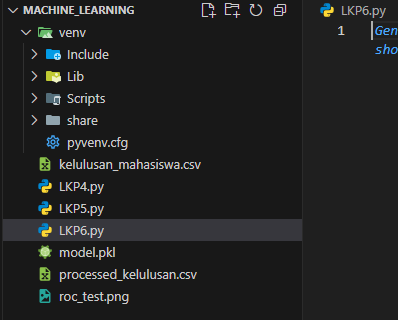 MACHINE_LEARNING
venv
Include
Lib
Scripts
share
pyvenv.cfg
kelulusan_mahasiswa.csv
LKP4.py
LKP5.py
LKP6.py
model.pkl
processed_kelulusan.csv
roc_test.png
LKP6.py
1 Gen
sho